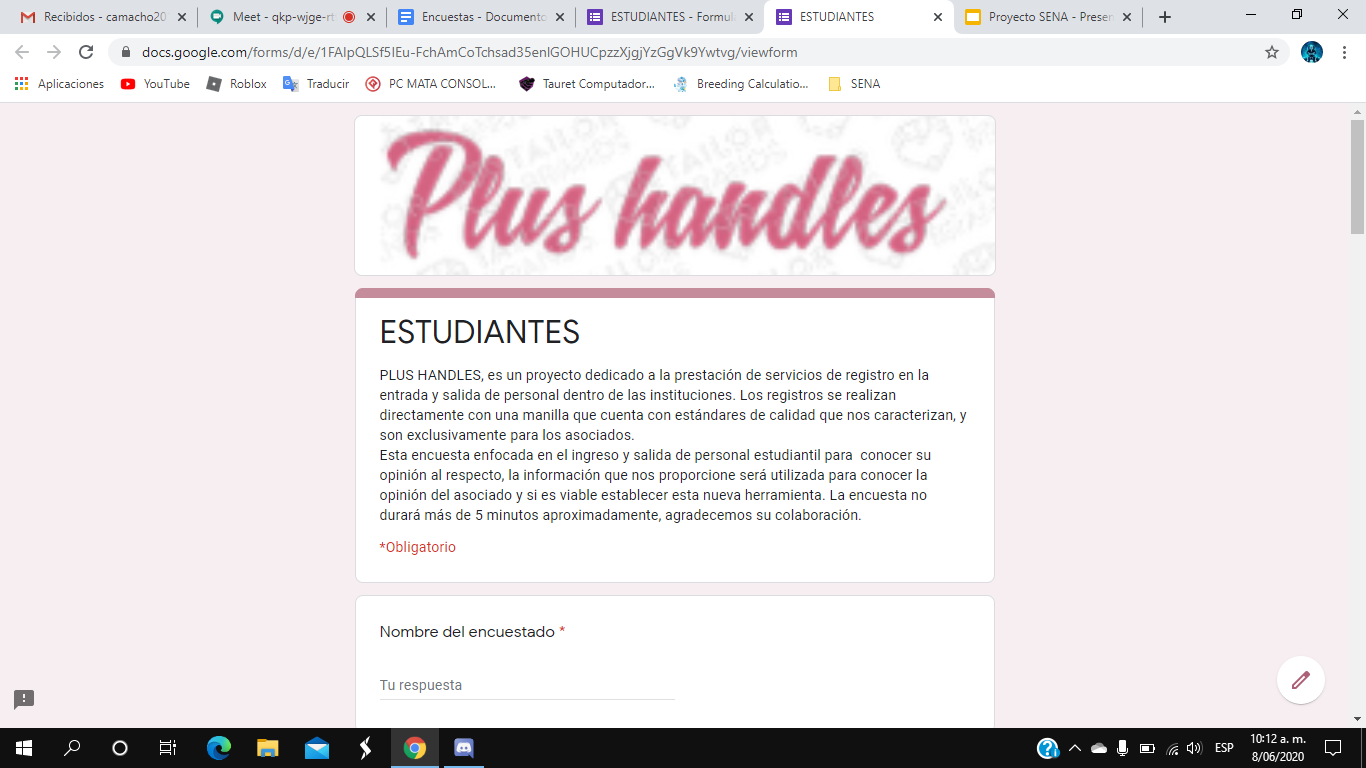 Recibidos - camacho20
Meet - qkp-wjge-rt
Encuestas - Documento
ESTUDIANTES - Formul
ESTUDIANTES
Proyecto SENA - Presen
docs.google.com/forms/d/e/1FAIpQLSf5IEu-FchAmCoTchsad35enlGOHUCpzzXjgjYzGgVk9Ywtvg/viewform
Aplicaciones
YouTube
Roblox
Traducir
PC MATA CONSOL...
Tauret Computador...
Breeding Calculatio...
SENA
Plus handles
ESTUDIANTES
PLUS HANDLES, es un proyecto dedicado a la prestación de servicios de registro en la
entrada y salida de personal dentro de las instituciones. Los registros se realizan
directamente con una manilla que cuenta con estándares de calidad que nos caracterizan, y
son exclusivamente para los asociados.
Esta encuesta enfocada en el ingreso y salida de personal estudiantil para  conocer su
opinión al respecto, la información que nos proporcione será utilizada para conocer la
opinión del asociado y si es viable establecer esta nueva herramienta. La encuesta no
durará más de 5 minutos aproximadamente, agradecemos su colaboración.
*Obligatorio
Nombre del encuestado *
Tu respuesta
ESP
10:12 a. m.
8/06/2020